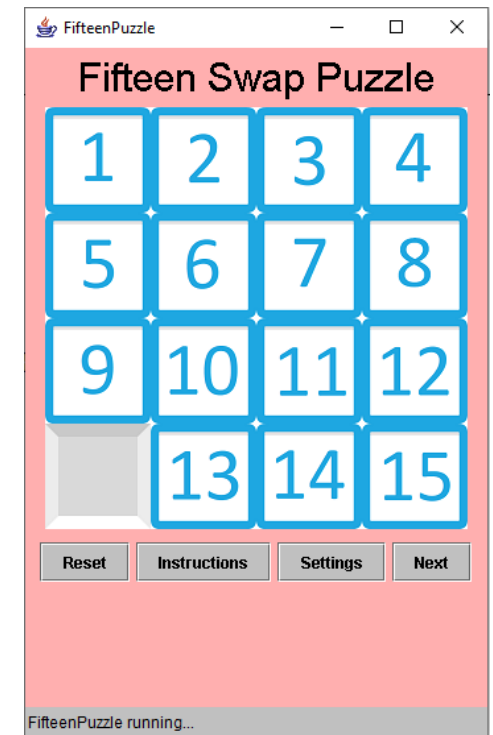 FifteenPuzzle
Fifteen Swap Puzzle
1 2 3 4
5 6 7 8
9 10 11 12
13 14 15
Reset Instructions Settings Next
FifteenPuzzle running...